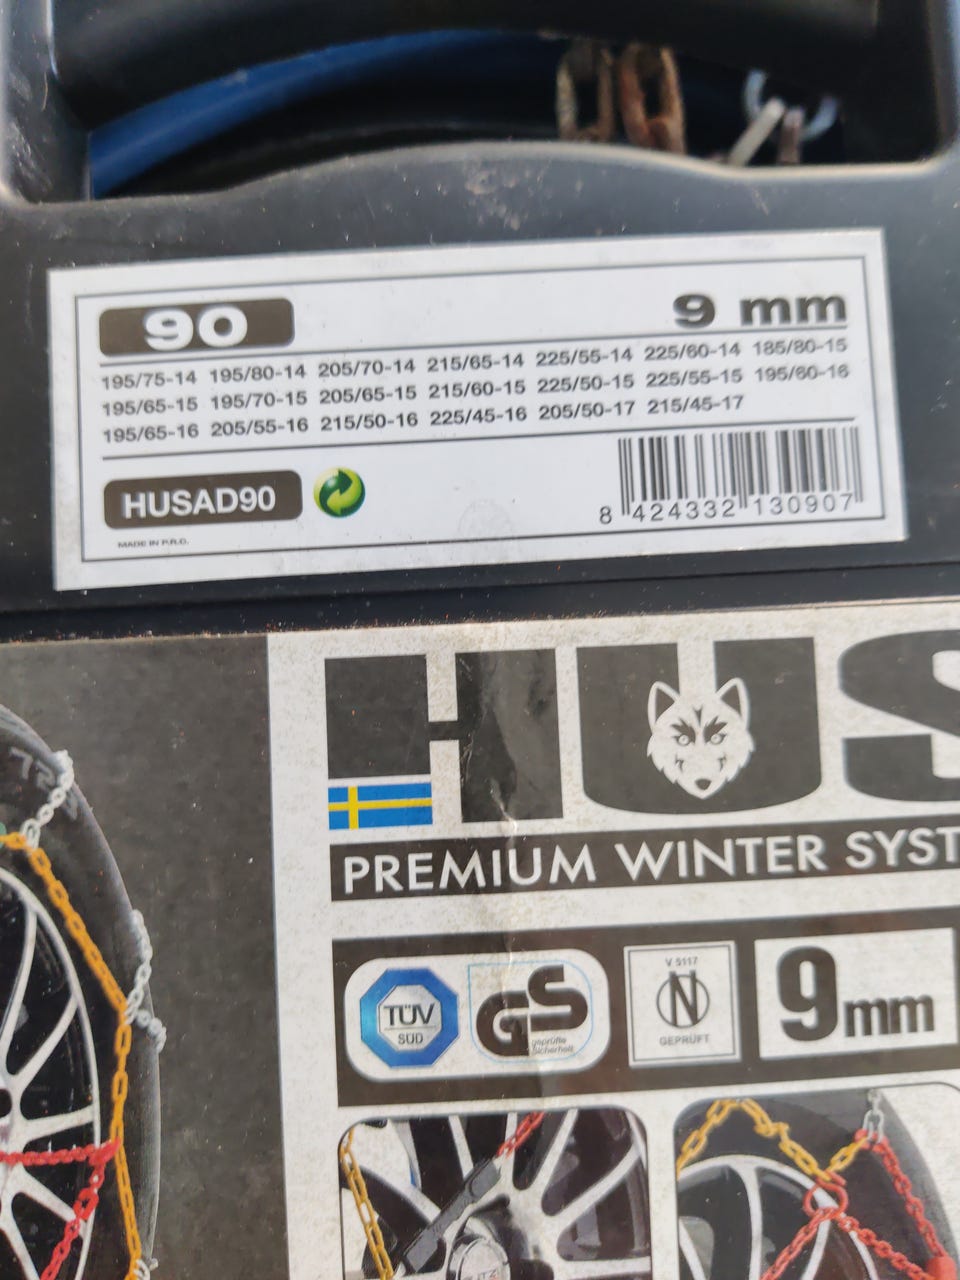 90 9 mm
195/75-14 195/80-14 205/70-14 215/65-14 225/55-14 225/60-14 185/80-15
195/65-15 195/70-15 205/65-15 215/60-15 225/50-15 225/55-15 195/60-16
195/65-16 205/55-16 215/50-16 225/45-16 205/50-17 215/45-17
HUSAD90
8 424332 130907
MADE IN P.R.C.
HUS
PREMIUM WINTER SYST
TÜV
SÜD
GS
geprüfte
Sicherheit
V 5117
N
GEPRÜFT
9mm